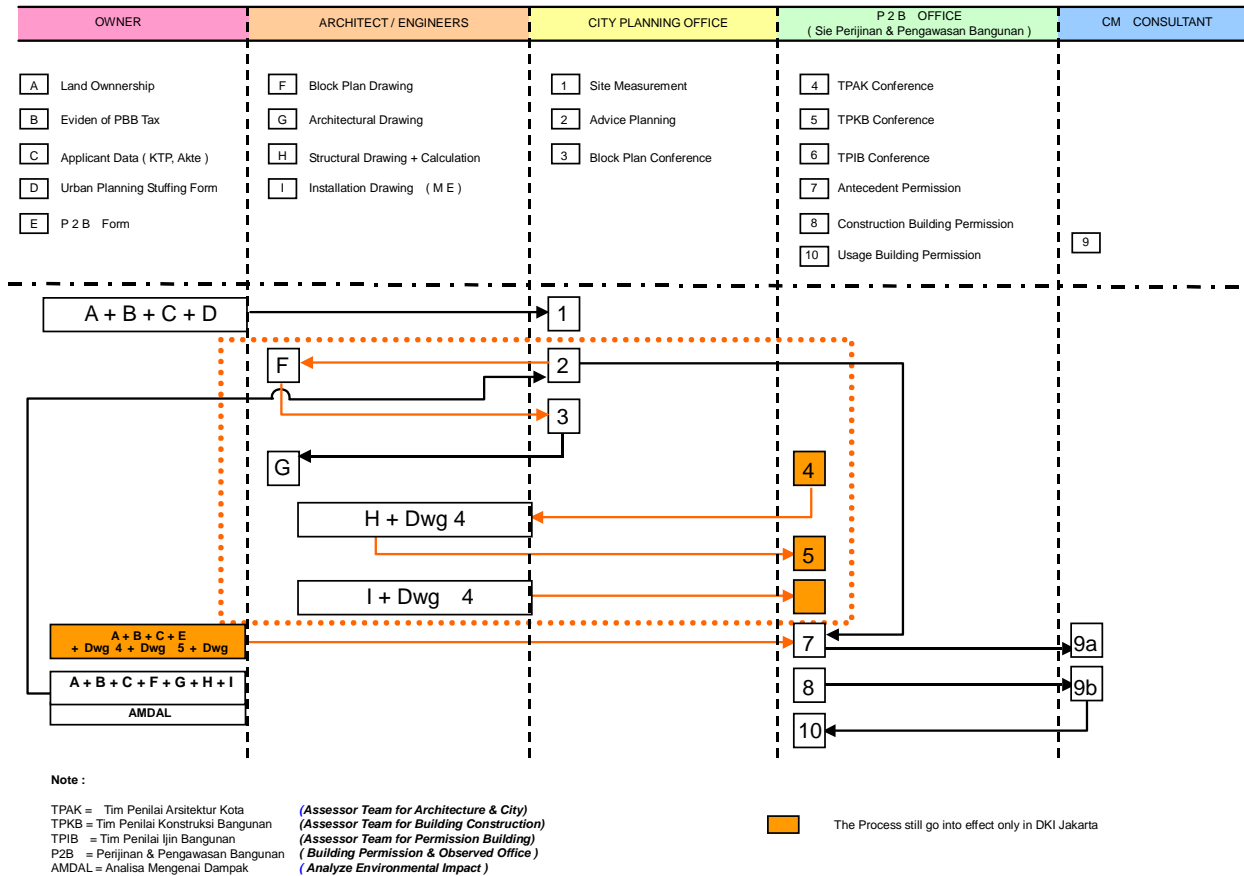 OWNER
ARCHITECT / ENGINEERS
CITY PLANNING OFFICE
P 2 B OFFICE
( Sie Perijinan & Pengawasan Bangunan )
CM CONSULTANT
A Land Ownnership
B Eviden of PBB Tax
C Applicant Data ( KTP, Akte )
D Urban Planning Stuffing Form
E P 2 B Form
F Block Plan Drawing
G Architectural Drawing
H Structural Drawing + Calculation
I Installation Drawing ( M E )
1 Site Measurement
2 Advice Planning
3 Block Plan Conference
4 TPAK Conference
5 TPKB Conference
6 TPIB Conference
7 Antecedent Permission
8 Construction Building Permission
10 Usage Building Permission
9
A + B + C + D
1
F
2
3
G
4
H + Dwg 4
5
I + Dwg 4
A + B + C + E
+ Dwg 4 + Dwg 5 + Dwg
7
9a
A + B + C + F + G + H + I
AMDAL
8
9b
10
Note :
TPAK = Tim Penilai Arsitektur Kota (Assessor Team for Architecture & City)
TPKB = Tim Penilai Konstruksi Bangunan (Assessor Team for Building Construction)
TPIB = Tim Penilai Ijin Bangunan (Assessor Team for Permission Building)
P2B = Perijinan & Pengawasan Bangunan ( Building Permission & Observed Office )
AMDAL = Analisa Mengenai Dampak ( Analyze Environmental Impact )
The Process still go into effect only in DKI Jakarta